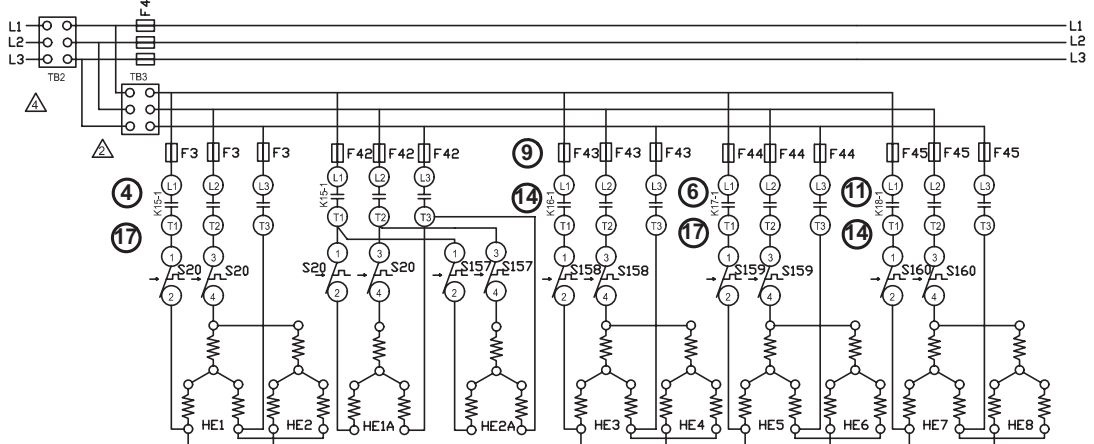 F4
L1 L1
L2 L2
L3 L3
TB2 TB3
4
2
F3 F3 F3 F42 F42 F42 9 F43 F43 F43 F44 F44 F44 F45 F45 F45
4 L1 L2 L3 L1 L2 L3 14 L1 L2 L3 6 L1 L2 L3 11 L1 L2 L3
K15-1 K15-1 K16-1 K17-1 K18-1
17 T1 T2 T3 T1 T2 T3 T1 T2 T3 17 T1 T2 T3 14 T1 T2 T3
1 3 1 3 1 3 1 3 1 3 1 3
S20 S20 S20 S20 S157 S157 S158 S158 S159 S159 S160 S160
2 4 2 4 2 4 2 4 2 4 2 4
HE1 HE2 HE1A HE2A HE3 HE4 HE5 HE6 HE7 HE8